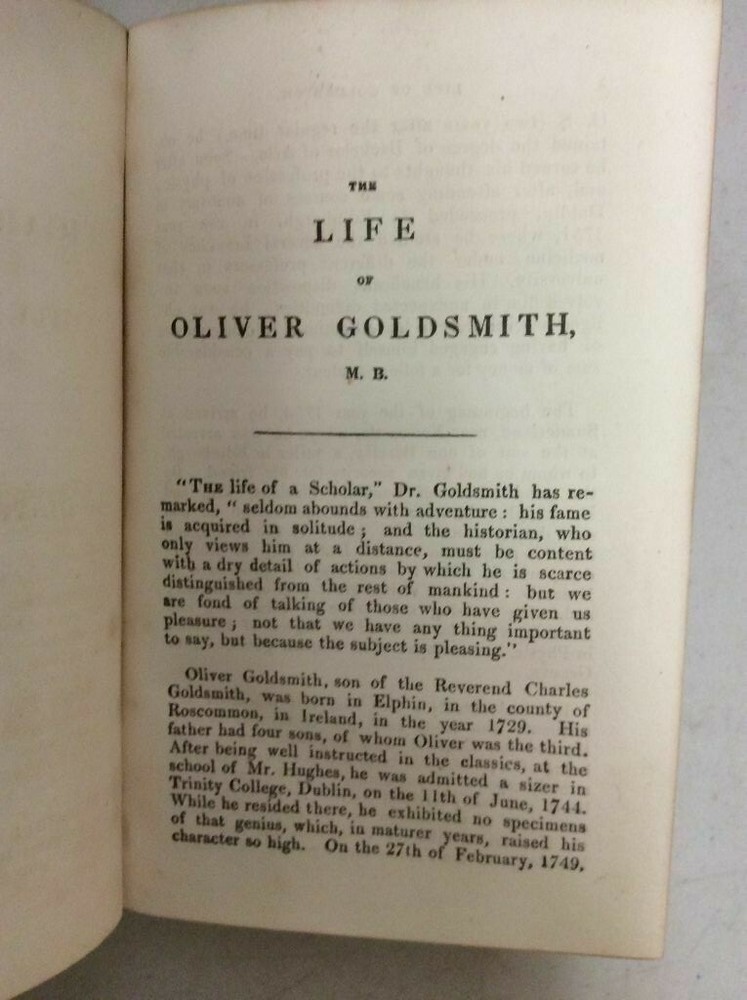 THE
LIFE
OF
OLIVER GOLDSMITH,
M. B.
"THE life of a Scholar," Dr. Goldsmith has re-
marked, "seldom abounds with adventure: his fame
is acquired in solitude; and the historian, who
only views him at a distance, must be content
with a dry detail of actions by which he is scarce
distinguished from the rest of mankind: but we
are fond of talking of those who have given us
pleasure; not that we have any thing important
to say, but because the subject is pleasing."
Oliver Goldsmith, son of the Reverend Charles
Goldsmith, was born in Elphin, in the county of
Roscommon, in Ireland, in the year 1729. His
father had four sons, of whom Oliver was the third.
After being well instructed in the classics, at the
school of Mr. Hughes, he was admitted a sizer in
Trinity College, Dublin, on the 11th of June, 1744.
While he resided there, he exhibited no specimens
of that genius, which, in maturer years, raised his
character so high. On the 27th of February, 1749,